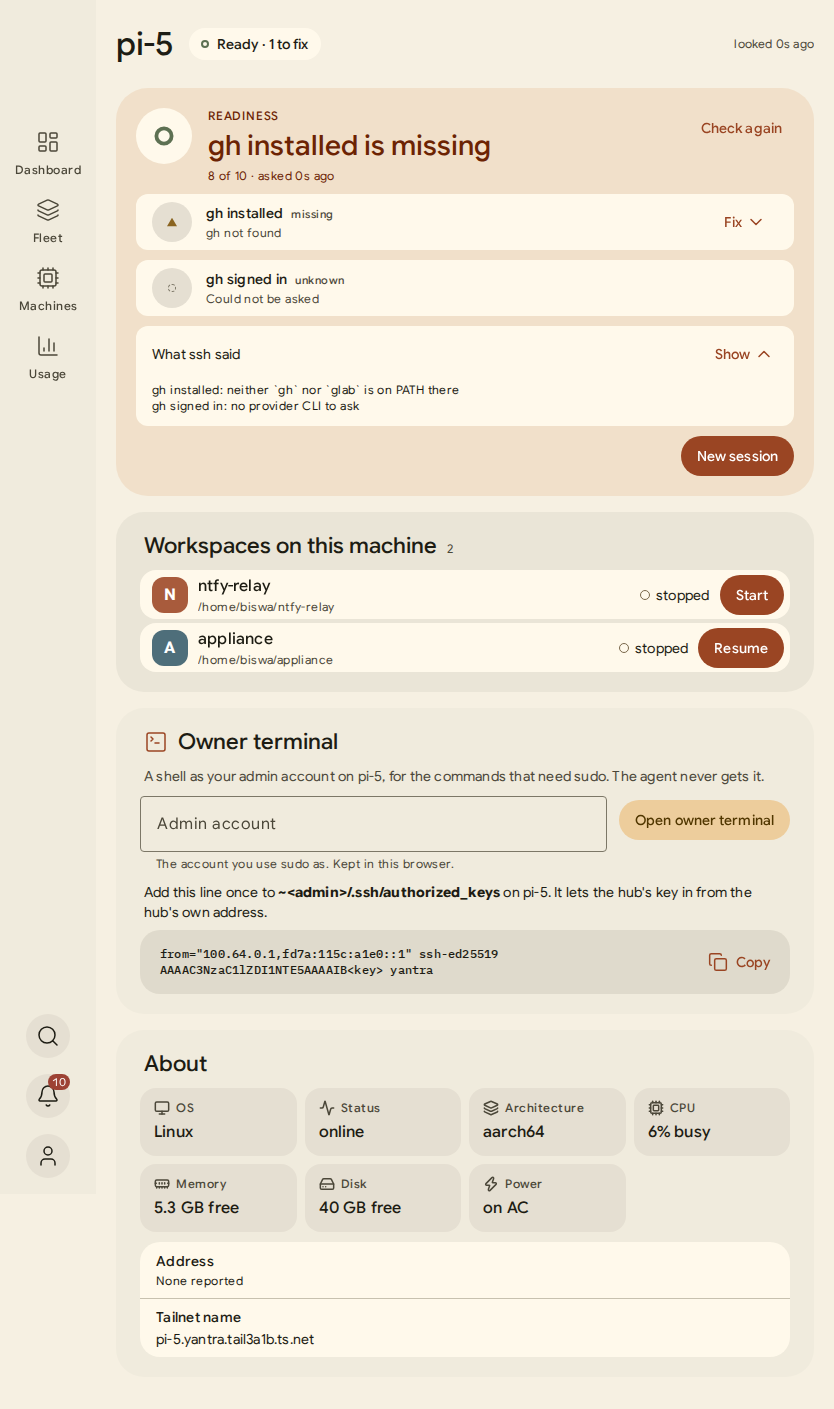 pi-5
Ready · 1 to fix
looked 0s ago
Dashboard
Fleet
Machines
Usage
10
READINESS
gh installed is missing
8 of 10 · asked 0s ago
Check again
gh installed missing
gh not found
Fix
gh signed in unknown
Could not be asked
What ssh said
Show
gh installed: neither `gh` nor `glab` is on PATH there
gh signed in: no provider CLI to ask
New session
Workspaces on this machine 2
N
ntfy-relay
/home/biswa/ntfy-relay
stopped
Start
A
appliance
/home/biswa/appliance
stopped
Resume
Owner terminal
A shell as your admin account on pi-5, for the commands that need sudo. The agent never gets it.
Admin account
Open owner terminal
The account you use sudo as. Kept in this browser.
Add this line once to ~<admin>/.ssh/authorized_keys on pi-5. It lets the hub's key in from the
hub's own address.
from="100.64.0.1,fd7a:115c:a1e0::1" ssh-ed25519
AAAAC3NzaC1lZDI1NTE5AAAAIB<key> yantra
Copy
About
OS
Linux
Status
online
Architecture
aarch64
CPU
6% busy
Memory
5.3 GB free
Disk
40 GB free
Power
on AC
Address
None reported
Tailnet name
pi-5.yantra.tail3a1b.ts.net